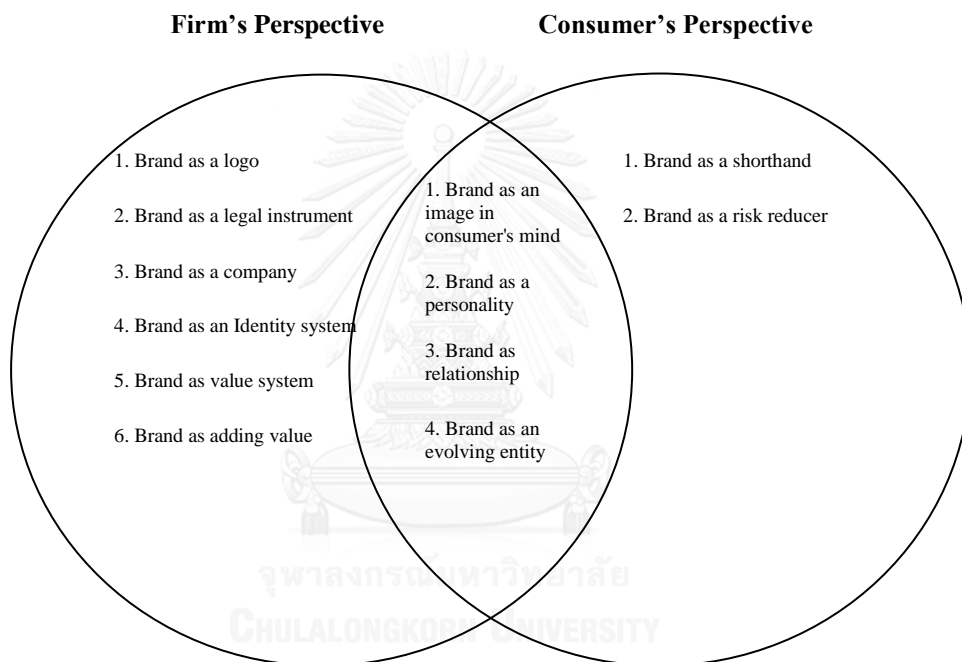 Firm's Perspective
Consumer's Perspective
1. Brand as a logo
2. Brand as a legal instrument
3. Brand as a company
4. Brand as an Identity system
5. Brand as value system
6. Brand as adding value
1. Brand as an
image in
consumer's mind
2. Brand as a
personality
3. Brand as
relationship
4. Brand as an
evolving entity
1. Brand as a shorthand
2. Brand as a risk reducer
จุฬาลงกรณ์มหาวิทยาลัย
CHULALONGKORN UNIVERSITY